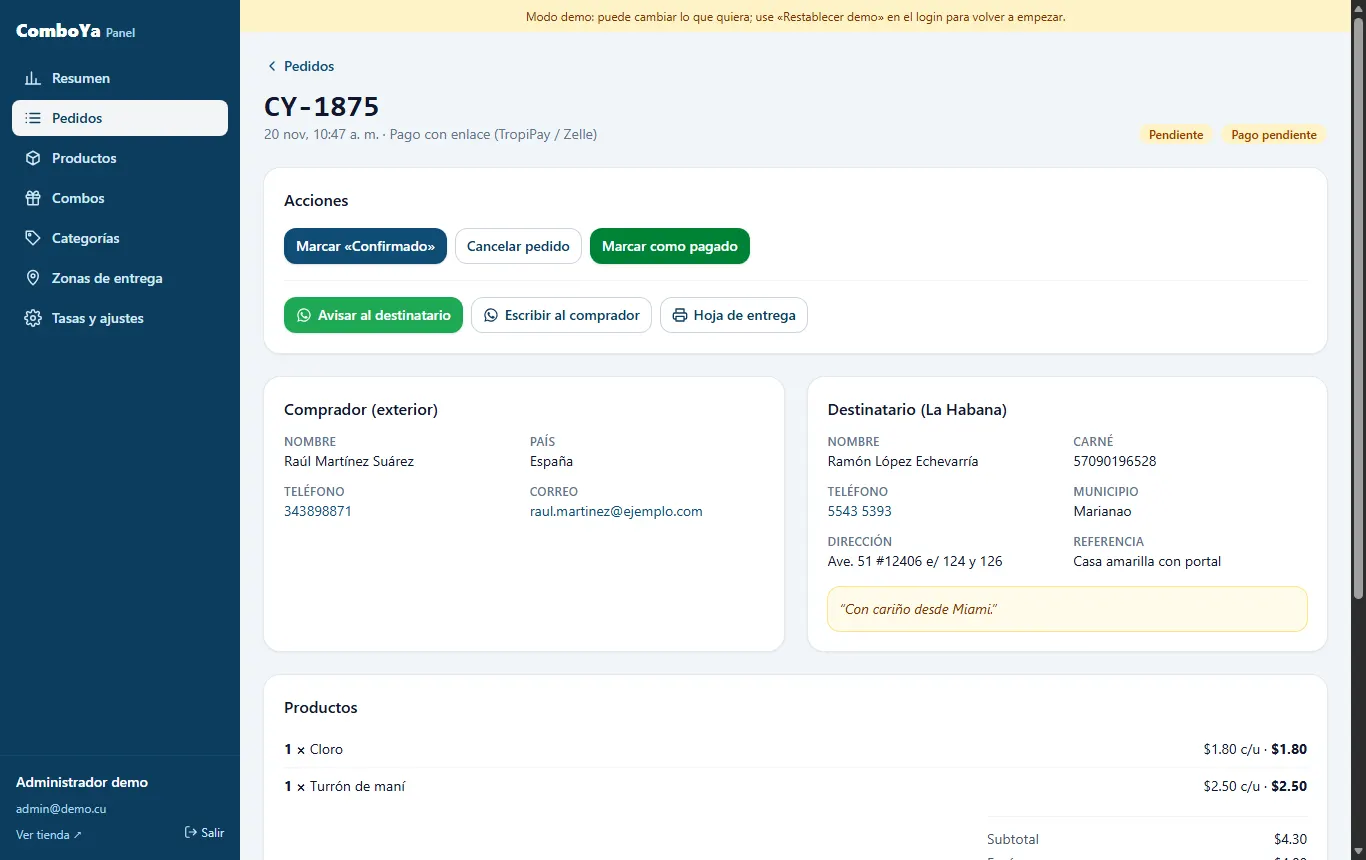 ComboYa Panel
Resumen
Pedidos
Productos
Combos
Categorías
Zonas de entrega
Tasas y ajustes
Administrador demo
admin@demo.cu
Ver tienda ↗
Salir
Modo demo: puede cambiar lo que quiera; use «Restablecer demo» en el login para volver a empezar.
Pedidos
CY-1875
20 nov, 10:47 a. m. · Pago con enlace (TropiPay / Zelle)
Pendiente
Pago pendiente
Acciones
Marcar «Confirmado»
Cancelar pedido
Marcar como pagado
Avisar al destinatario
Escribir al comprador
Hoja de entrega
Comprador (exterior)
NOMBRE
Raúl Martínez Suárez
PAÍS
España
TELÉFONO
343898871
CORREO
raul.martinez@ejemplo.com
Destinatario (La Habana)
NOMBRE
Ramón López Echevarría
CARNÉ
57090196528
TELÉFONO
5543 5393
MUNICIPIO
Marianao
DIRECCIÓN
Ave. 51 #12406 e/ 124 y 126
REFERENCIA
Casa amarilla con portal
“Con cariño desde Miami.”
Productos
1 × Cloro
$1.80 c/u · $1.80
1 × Turrón de maní
$2.50 c/u · $2.50
Subtotal
$4.30